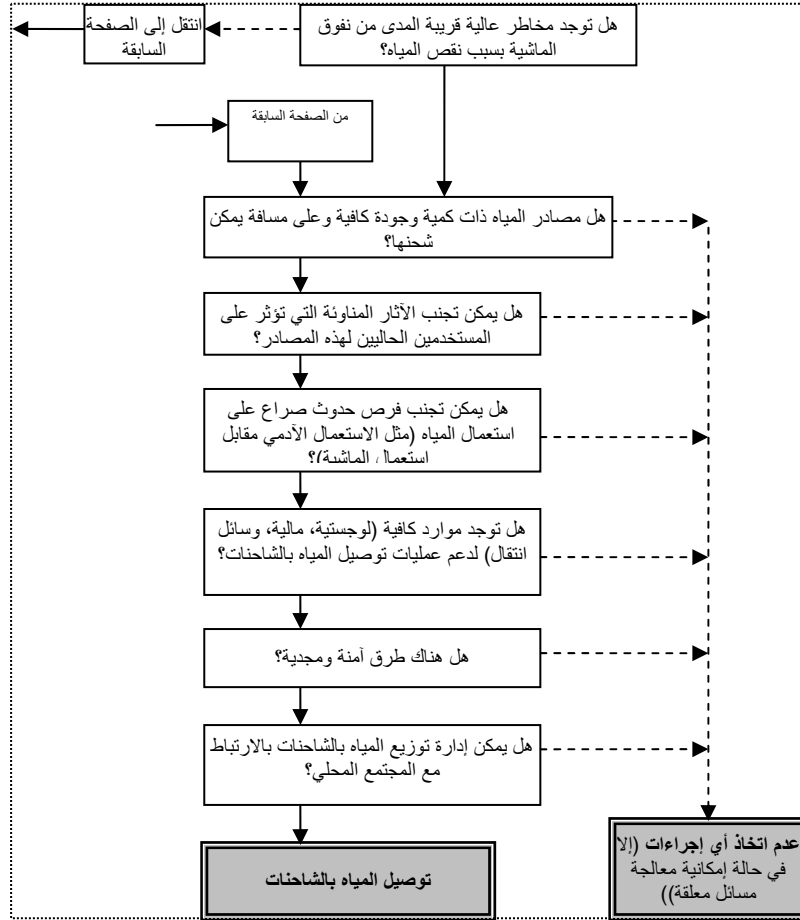 هل توجد مخاطر عالية قريبة المدى من نفوق
الماشية بسبب نقص المياه؟
انتقل إلى الصفحة
السابقة
من الصفحة السابقة
هل مصادر المياه ذات كمية وجودة كافية وعلى مسافة يمكن
شحنها؟
هل يمكن تجنب الآثار المناوئة التي تؤثر على
المستخدمين الحاليين لهذه المصادر؟
هل يمكن تجنب فرص حدوث صراع على
استعمال المياه (مثل الاستعمال الآدمي مقابل
استعمال الماشية)؟
هل توجد موارد كافية (لوجستية، مالية، وسائل
انتقال) لدعم عمليات توصيل المياه بالشاحنات؟
هل هناك طرق آمنة ومجدية؟
هل يمكن إدارة توزيع المياه بالشاحنات بالارتباط
مع المجتمع المحلي؟
توصيل المياه بالشاحنات
عدم اتخاذ أي إجراءات (إلا
في حالة إمكانية معالجة
مسائل معلقة))